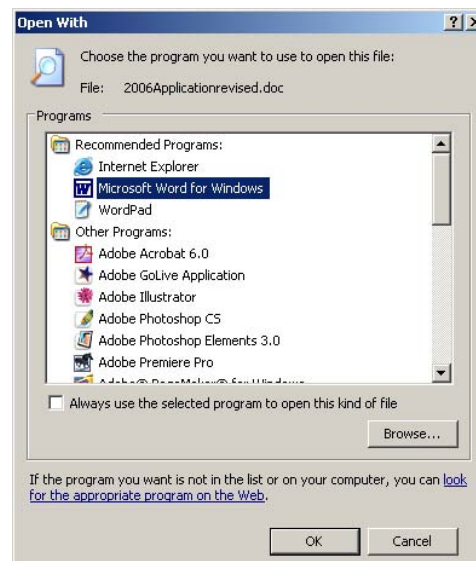 Open With
Choose the program you want to use to open this file:
File: 2006Applicationrevised.doc
Programs
Recommended Programs:
Internet Explorer
Microsoft Word for Windows
WordPad
Other Programs:
Adobe Acrobat 6.0
Adobe GoLive Application
Adobe Illustrator
Adobe Photoshop CS
Adobe Photoshop Elements 3.0
Adobe Premiere Pro
Adobe® PageMaker® for Windows
Always use the selected program to open this kind of file
Browse...
If the program you want is not in the list or on your computer, you can look
for the appropriate program on the Web.
OK Cancel